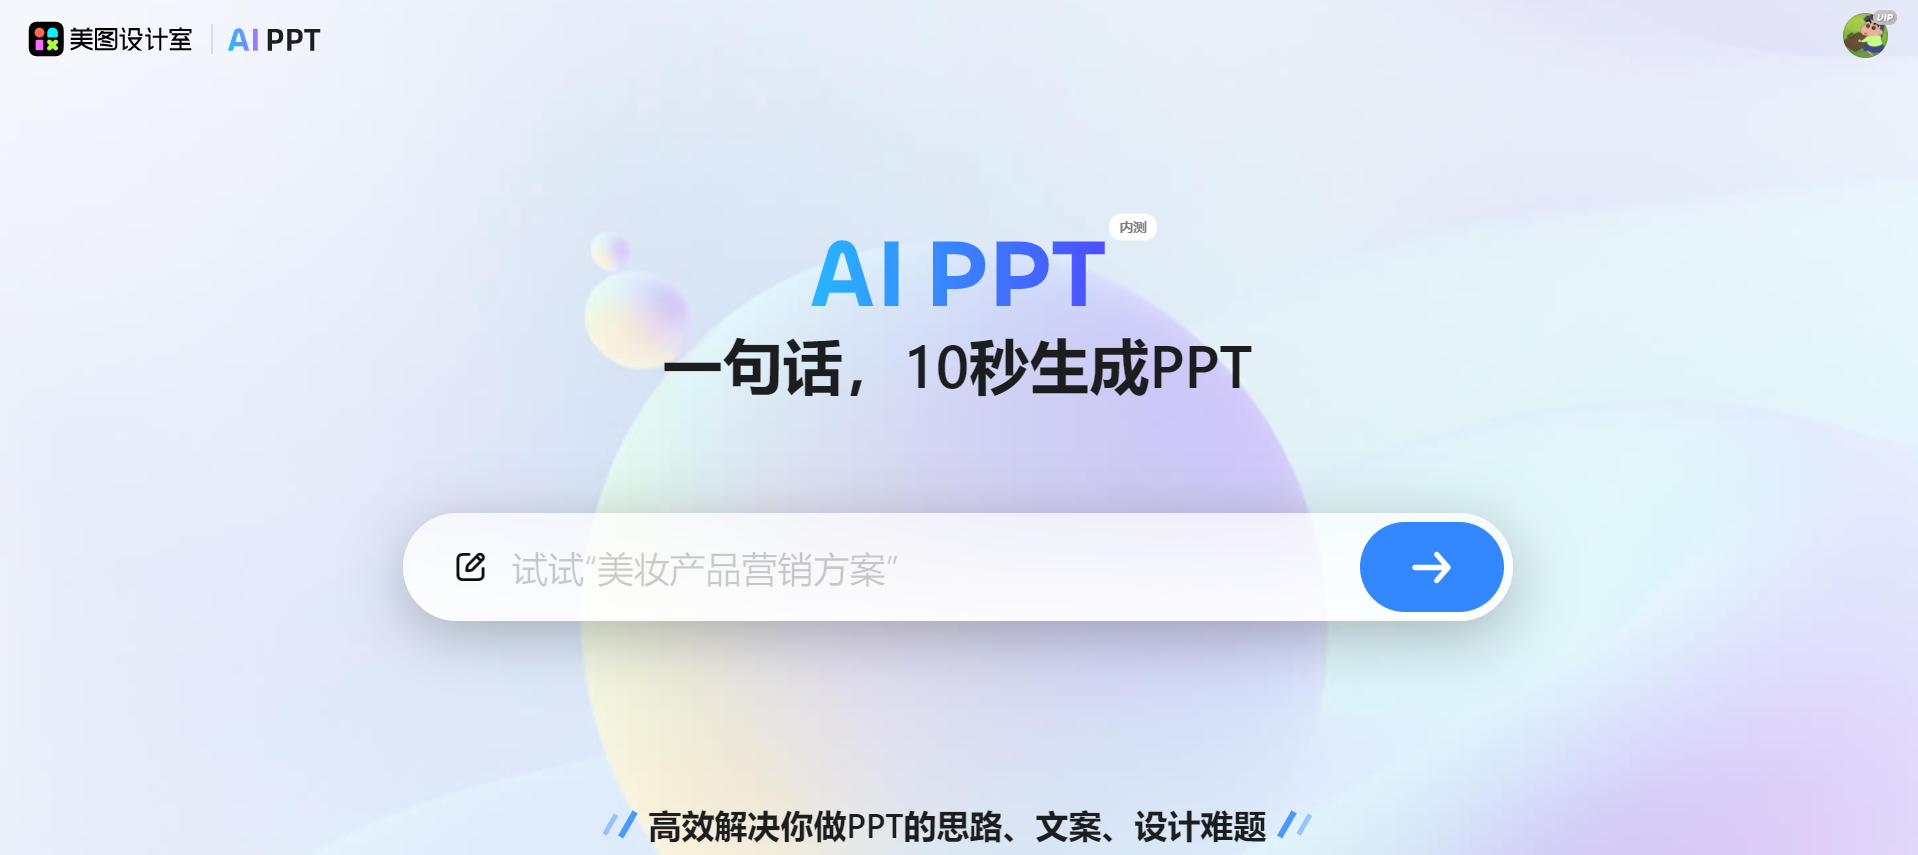 美图设计室 AI PPT
VIP
内测
AI PPT
一句话，10秒生成PPT
试试“美妆产品营销方案”
高效解决你做PPT的思路、文案、设计难题